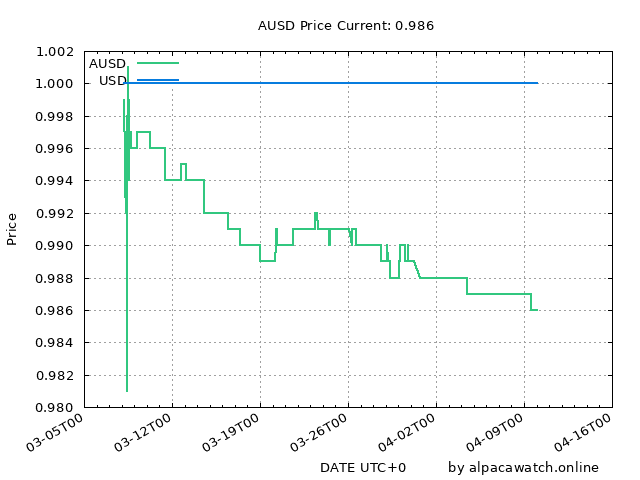 AUSD Price Current: 0.986
1.002
AUSD
USD
1.000
0.998
0.996
0.994
0.992
0.990
0.988
0.986
0.984
0.982
0.980
Price
03-05T00
03-12T00
03-19T00
03-26T00
04-02T00
04-09T00
04-16T00
DATE UTC+0
by alpacawatch.online